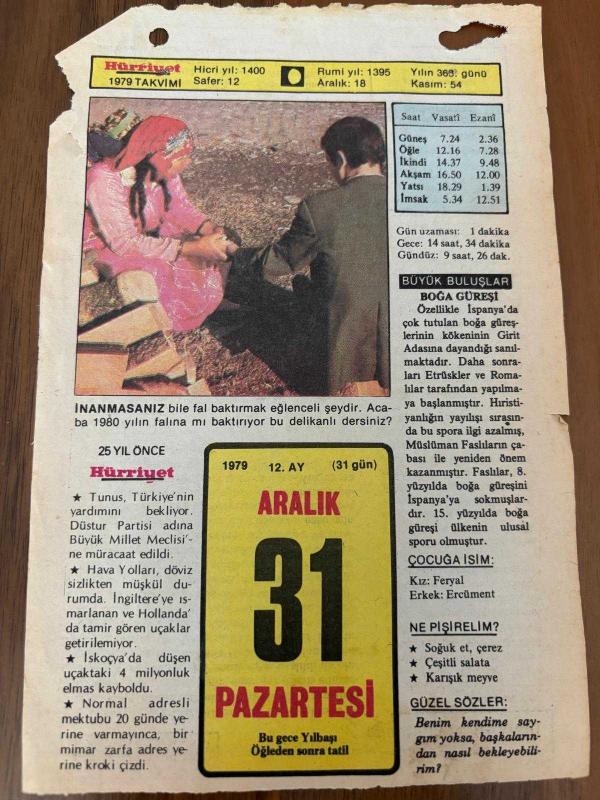 Hürriyet
1979 TAKVİMİ
Hicri yıl: 1400
Safer: 12
Rumi yıl: 1395
Aralık: 18
Yılın 365. günü
Kasım: 54
Saat Vasatî Ezanî
Güneş 7.24 2.36
Öğle 12.16 7.28
İkindi 14.37 9.48
Akşam 16.50 12.00
Yatsı 18.29 1.39
İmsak 5.34 12.51
Gün uzaması: 1 dakika
Gece: 14 saat, 34 dakika
Gündüz: 9 saat, 26 dak.
İNANMASANIZ bile fal baktırmak eğlenceli şeydir. Aca-
ba 1980 yılın falına mı baktırıyor bu delikanlı dersiniz?
25 YIL ÖNCE
Hürriyet
★ Tunus, Türkiye'nin
yardımını bekliyor.
Düstur Partisi adına
Büyük Millet Meclisi'-
ne müracaat edildi.
★ Hava Yolları, döviz
sizlikten müşkül du-
rumda. İngiltere'ye ıs-
marlanan ve Hollanda'
da tamir gören uçaklar
getirilemiyor.
★ İskoçya'da düşen
uçaktaki 4 milyonluk
elmas kayboldu.
★ Normal adresli
mektubu 20 günde ye-
rine varmayınca, bir
mimar zarfa adres ye-
rine kroki çizdi.
1979 12. AY (31 gün)
ARALIK
31
PAZARTESİ
Bu gece Yılbaşı
Öğleden sonra tatil
BÜYÜK BULUŞLAR
BOĞA GÜREŞİ
Özellikle İspanya'da
çok tutulan boğa güreş-
lerinin kökeninin Girit
Adasına dayandığı sanıl-
maktadır. Daha sonra-
ları Etrüskler ve Roma-
lılar tarafından yapılma-
ya başlanmıştır. Hıristi-
yanlığın yayılışı sırasın-
da bu spora ilgi azalmış,
Müslüman Faslıların ça-
bası ile yeniden önem
kazanmıştır. Faslılar, 8.
yüzyılda boğa güreşini
İspanya'ya sokmuşlar-
dır. 15. yüzyılda boğa
güreşi ülkenin ulusal
sporu olmuştur.
ÇOCUĞA İSİM:
Kız: Feryal
Erkek: Ercüment
NE PİŞİRELİM?
★ Soğuk et, çerez
★ Çeşitli salata
★ Karışık meyve
GÜZEL SÖZLER:
Benim kendime say-
gım yoksa, başkaların-
dan nasıl bekleyebili-
rim?